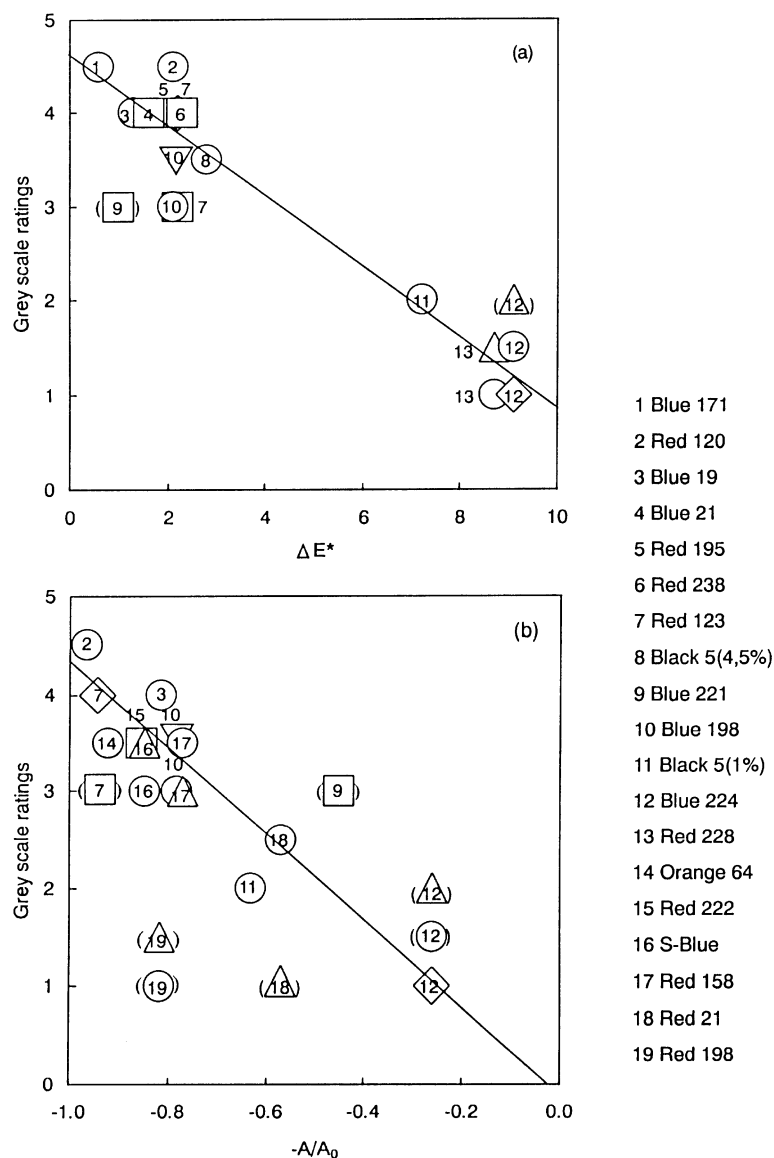 5
(a)
1
2
5 7
4
3
4
6
10
8
3
(9)
10
7
Grey scale ratings
2
11
(12)
13
12
1
13
12
0
0
2
4
6
8
10
ΔE*
5
(b)
2
4
7
3
15
10
14
16
17
10
3
(7)
16
17
(9)
18
Grey scale ratings
2
11
(12)
(19)
(12)
1
(19)
(18)
12
0
-1.0
-0.8
-0.6
-0.4
-0.2
0.0
-A/A₀
1 Blue 171
2 Red 120
3 Blue 19
4 Blue 21
5 Red 195
6 Red 238
7 Red 123
8 Black 5(4,5%)
9 Blue 221
10 Blue 198
11 Black 5(1%)
12 Blue 224
13 Red 228
14 Orange 64
15 Red 222
16 S-Blue
17 Red 158
18 Red 21
19 Red 198